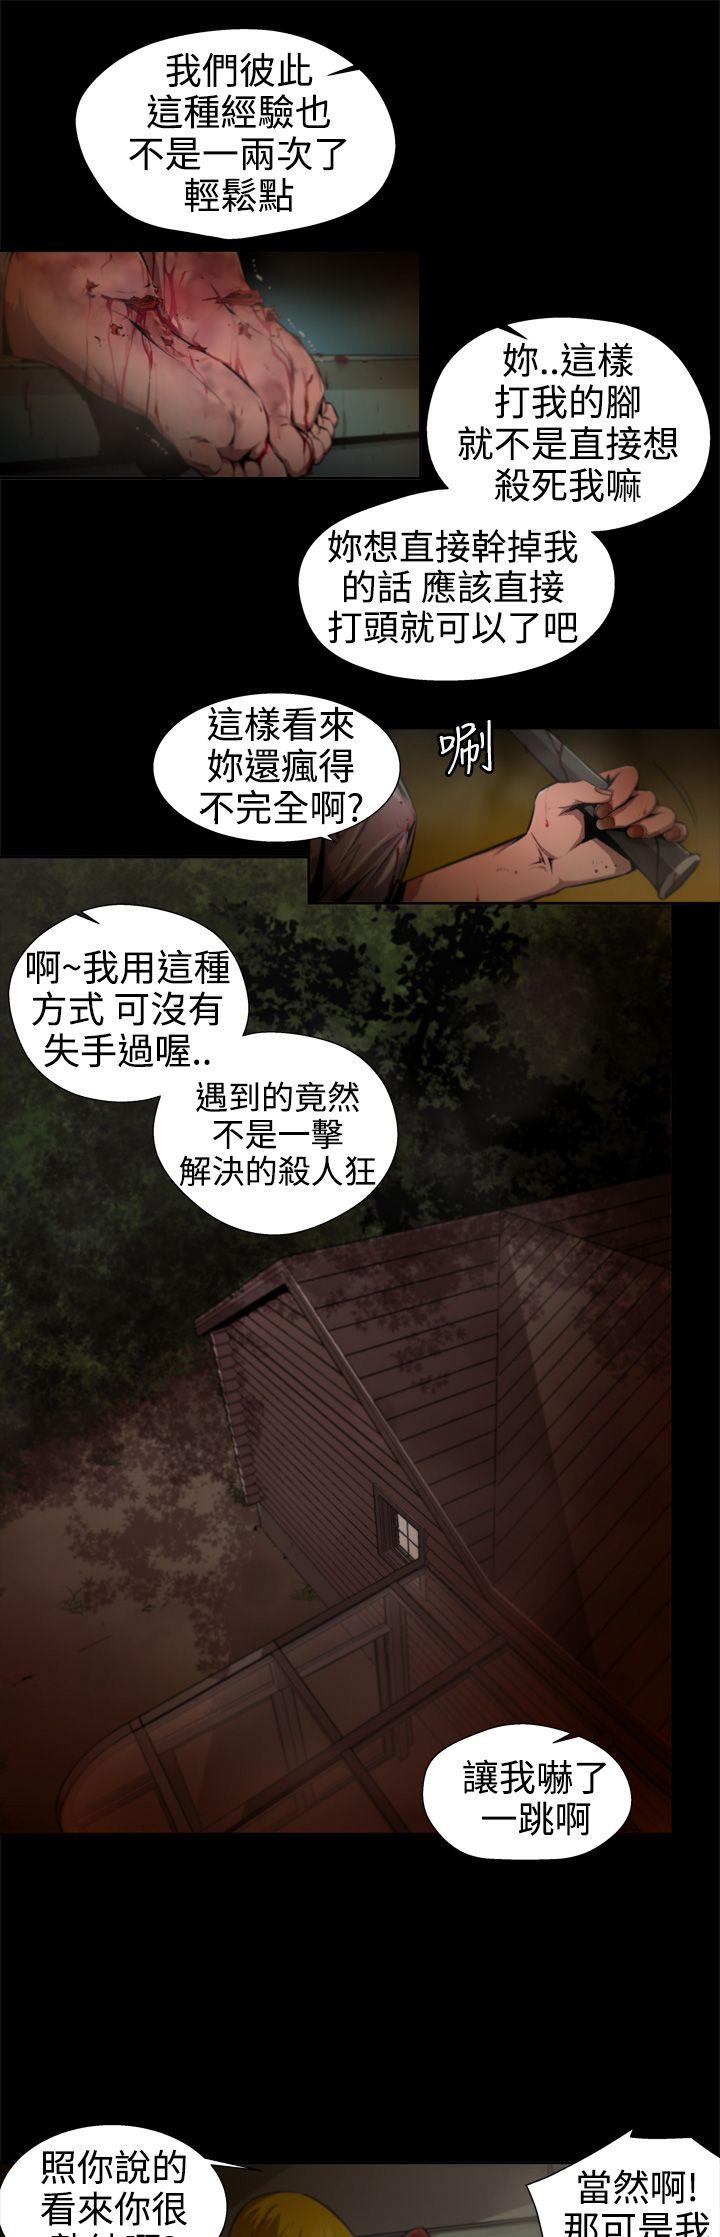 我們彼此
這種經驗也
不是一兩次了
輕鬆點
妳..這樣
打我的腳
就不是直接想
殺死我嘛
妳想直接幹掉我
的話 應該直接
打頭就可以了吧
這樣看來
妳還瘋得
不完全啊?
唰
啊~我用這種
方式 可沒有
失手過喔..
遇到的竟然
不是一擊
解決的殺人狂
讓我嚇了
一跳啊
照你說的
看來你很
當然啊!
那可是我